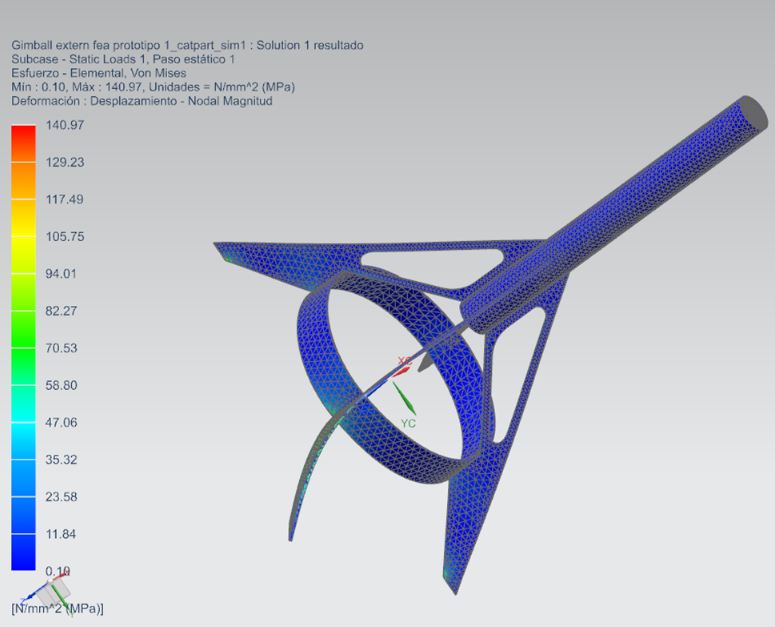 Gimball extern fea prototipo 1_catpart_sim1 : Solution 1 resultado
Subcase - Static Loads 1, Paso estático 1
Esfuerzo - Elemental, Von Mises
Mín : 0.10, Máx : 140.97, Unidades = N/mm^2 (MPa)
Deformación : Desplazamiento - Nodal Magnitud
140.97
129.23
117.49
105.75
94.01
82.27
70.53
58.80
47.06
35.32
23.58
11.84
0.10
[N/mm^2 (MPa)]
XC
YC